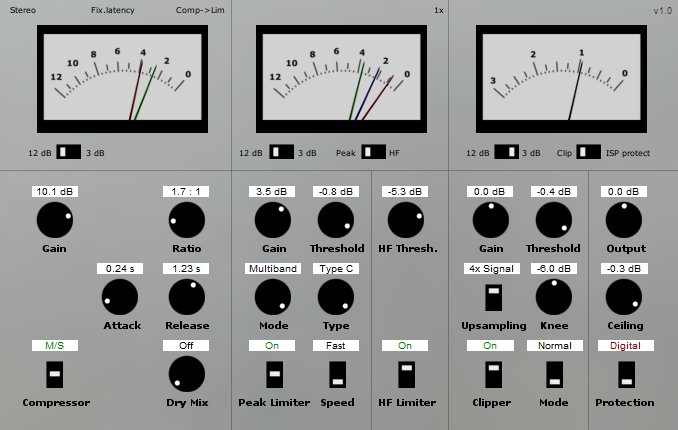 Stereo Fix.latency Comp->Lim 1x v1.0
12 10 8 6 4 2 0
12 10 8 6 4 2 0
3 2 1 0
12 dB 3 dB
12 dB 3 dB Peak HF
12 dB 3 dB Clip ISP protect
10.1 dB 1.7 : 1
Gain Ratio
0.24 s 1.23 s
Attack Release
M/S Off
Compressor Dry Mix
3.5 dB -0.8 dB -5.3 dB
Gain Threshold HF Thresh.
Multiband Type C
Mode Type
On Fast On
Peak Limiter Speed HF Limiter
0.0 dB -0.4 dB 0.0 dB
Gain Threshold Output
4x Signal -6.0 dB -0.3 dB
Upsampling Knee Ceiling
On Normal Digital
Clipper Mode Protection